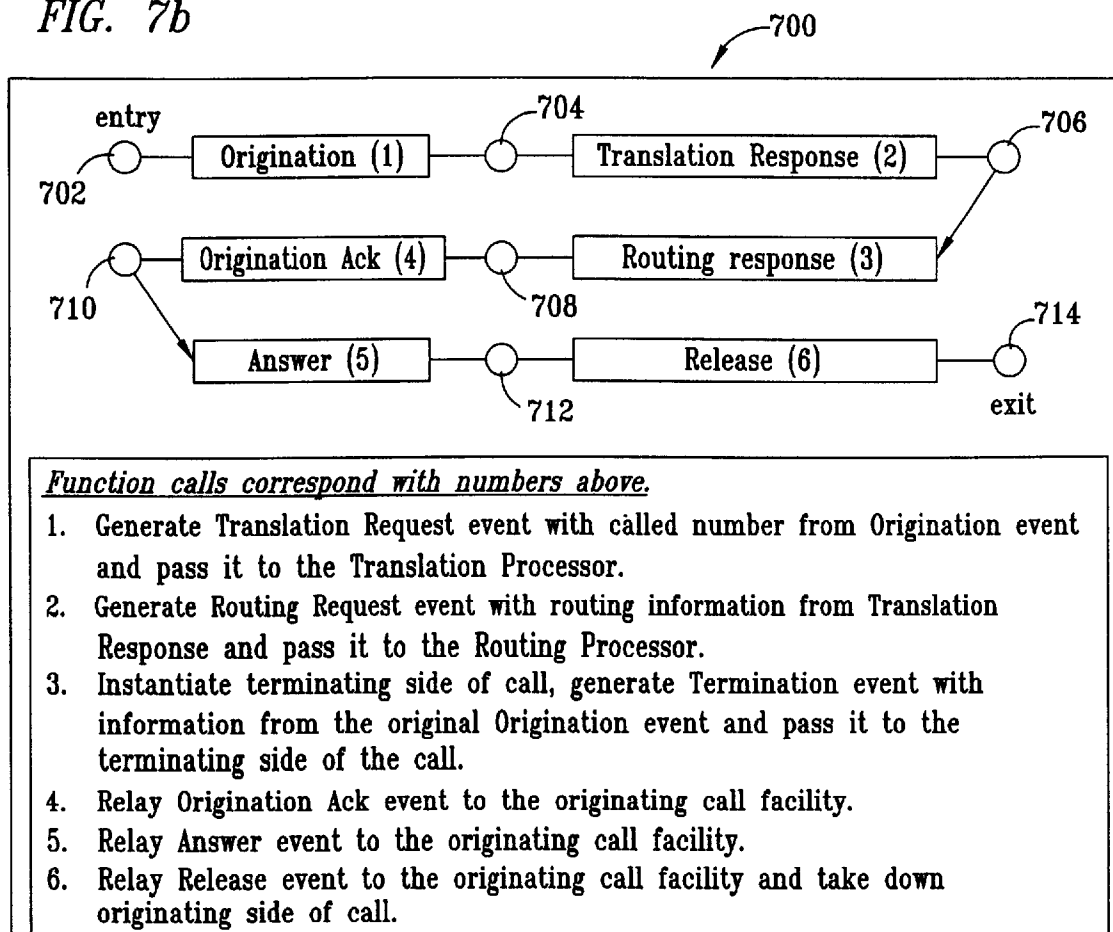 FIG. 7b
700
entry
704
706
Origination (1)
Translation Response (2)
702
Origination Ack (4)
Routing response (3)
710
708
714
Answer (5)
Release (6)
712
exit
Function calls correspond with numbers above.
1. Generate Translation Request event with called number from Origination event
and pass it to the Translation Processor.
2. Generate Routing Request event with routing information from Translation
Response and pass it to the Routing Processor.
3. Instantiate terminating side of call, generate Termination event with
information from the original Origination event and pass it to the
terminating side of the call.
4. Relay Origination Ack event to the originating call facility.
5. Relay Answer event to the originating call facility.
6. Relay Release event to the originating call facility and take down
originating side of call.